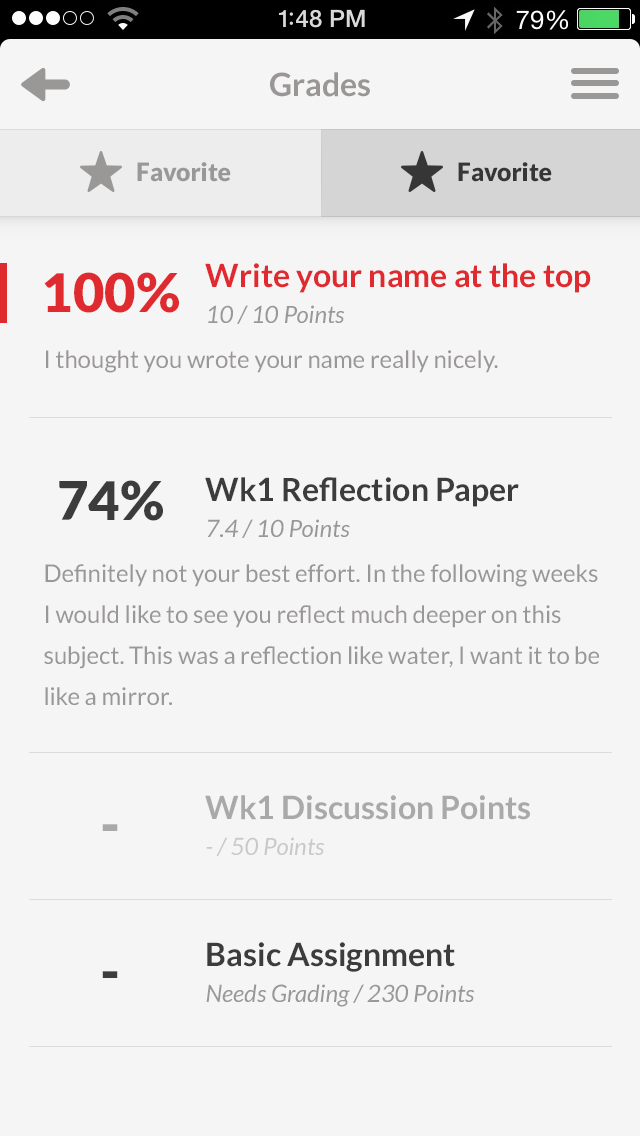 1:48 PM 79%
Grades
Favorite Favorite
100% Write your name at the top
10 / 10 Points
I thought you wrote your name really nicely.
74% Wk1 Reflection Paper
7.4 / 10 Points
Definitely not your best effort. In the following weeks
I would like to see you reflect much deeper on this
subject. This was a reflection like water, I want it to be
like a mirror.
- Wk1 Discussion Points
- / 50 Points
- Basic Assignment
Needs Grading / 230 Points